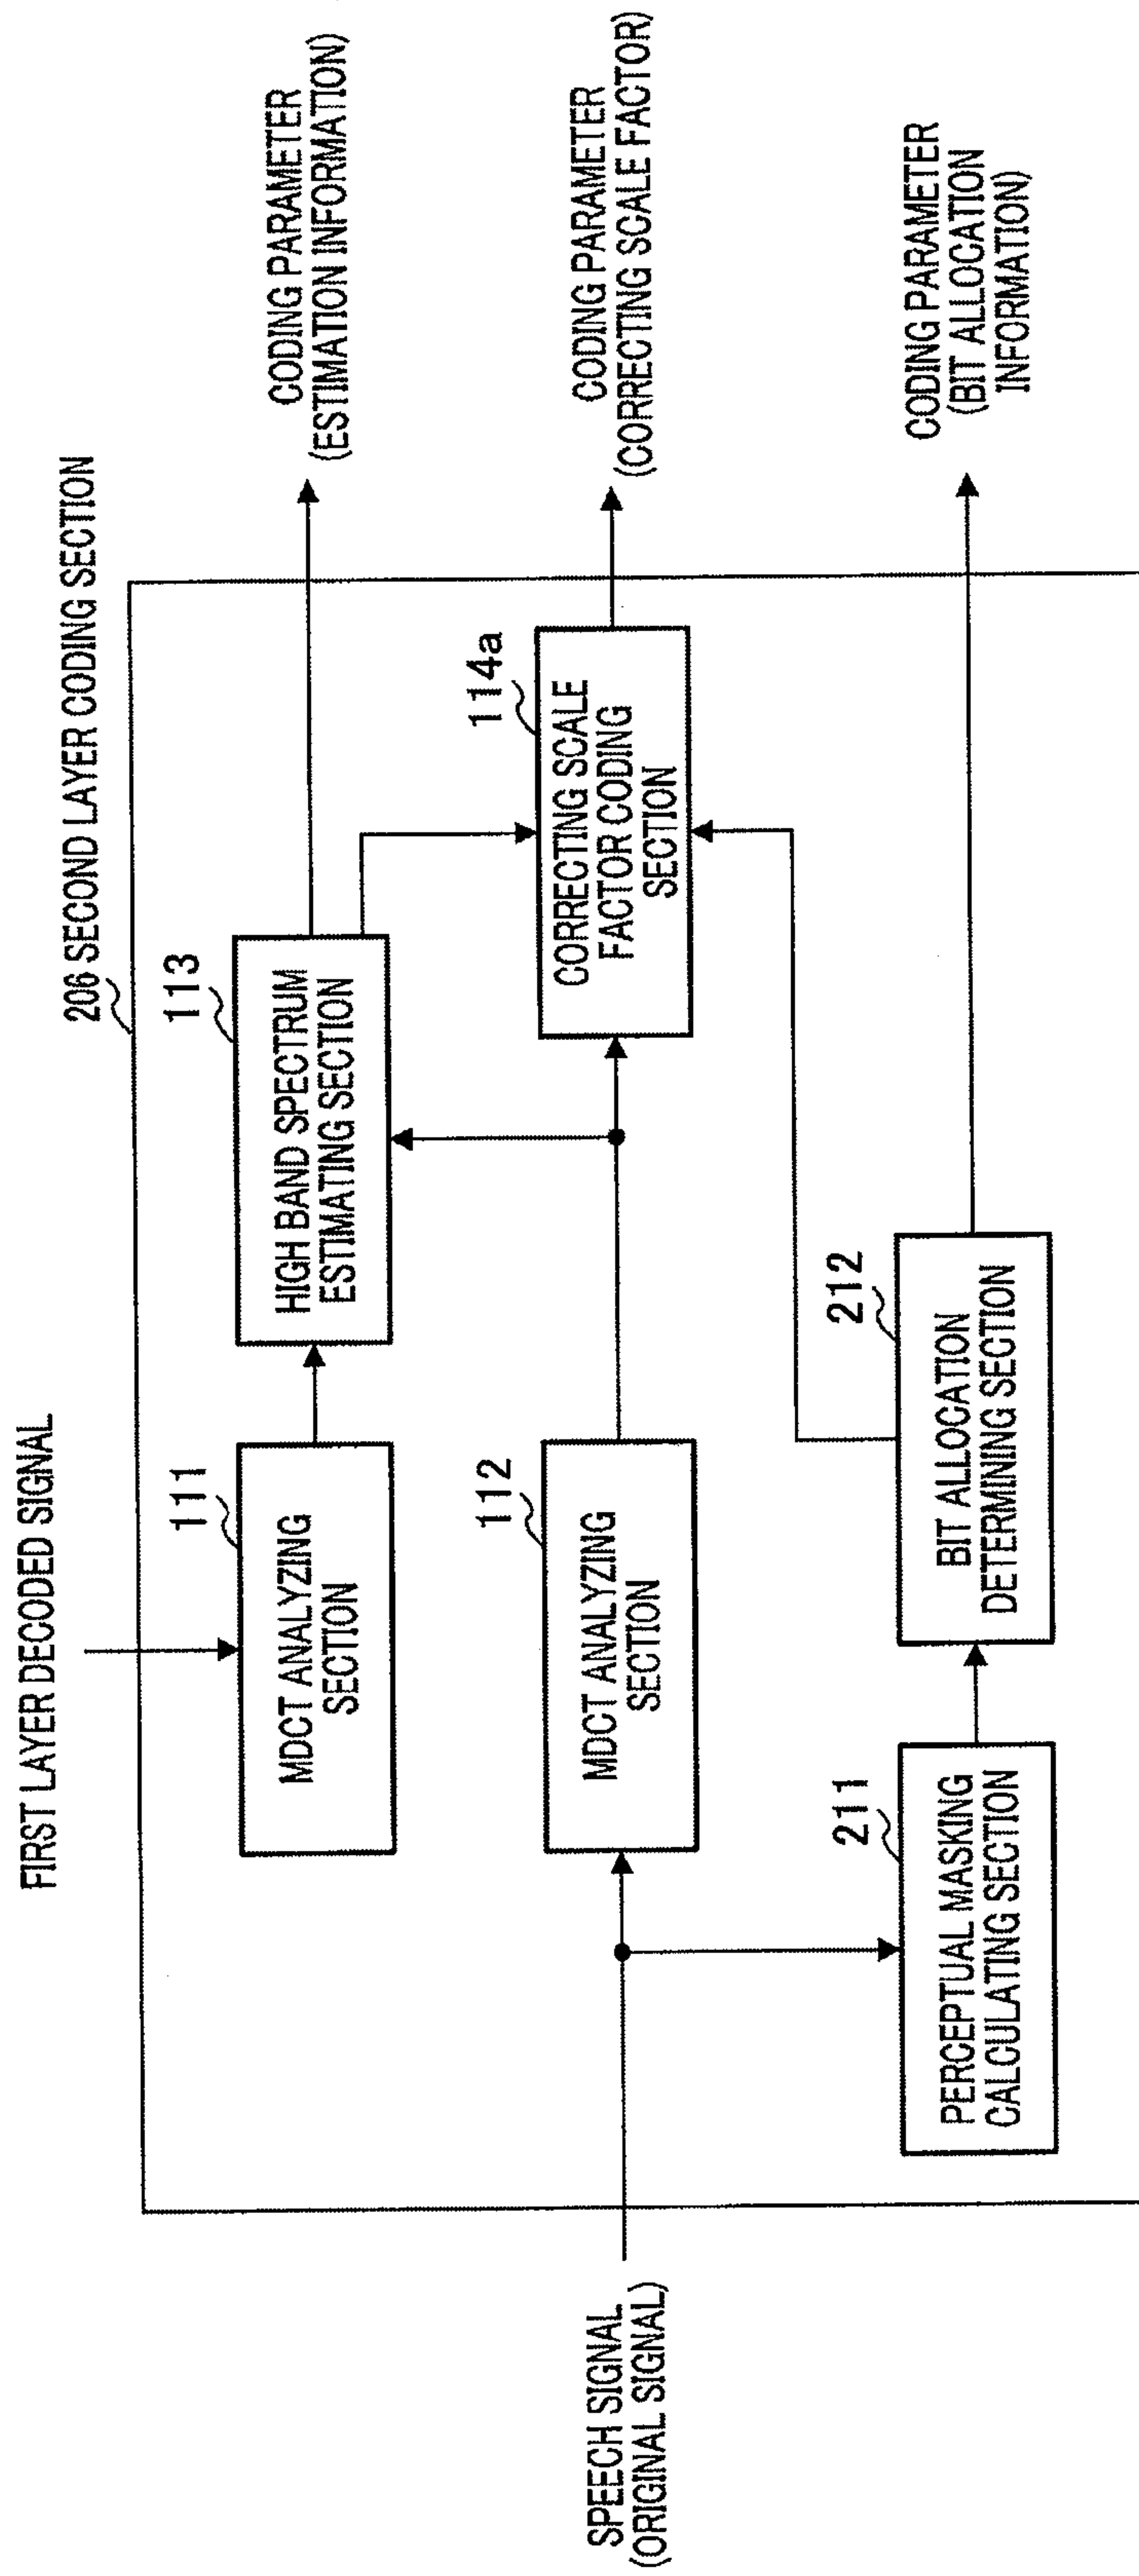 FIRST LAYER DECODED SIGNAL
206 SECOND LAYER CODING SECTION
111
MDCT ANALYZING
SECTION
113
HIGH BAND SPECTRUM
ESTIMATING SECTION
CODING PARAMETER
(ESTIMATION INFORMATION)
SPEECH SIGNAL
(ORIGINAL SIGNAL)
112
MDCT ANALYZING
SECTION
114a
CORRECTING SCALE
FACTOR CODING
SECTION
CODING PARAMETER
(CORRECTING SCALE FACTOR)
211
PERCEPTUAL MASKING
CALCULATING SECTION
212
BIT ALLOCATION
DETERMINING SECTION
CODING PARAMETER
(BIT ALLOCATION
INFORMATION)